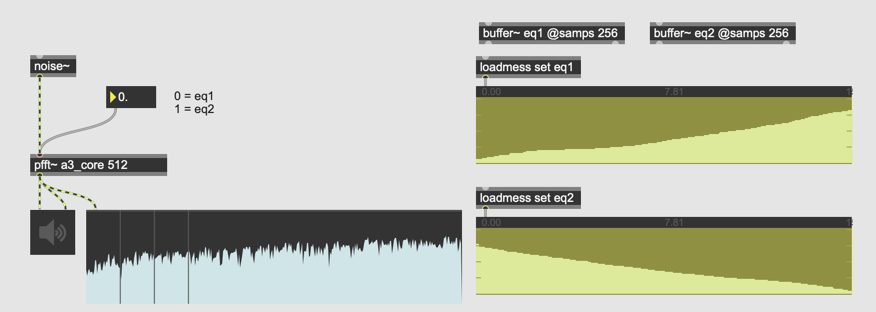 buffer~ eq1 @samps 256
buffer~ eq2 @samps 256
noise~
loadmess set eq1
0.00
7.81
0.
0 = eq1
1 = eq2
pfft~ a3_core 512
loadmess set eq2
0.00
7.81